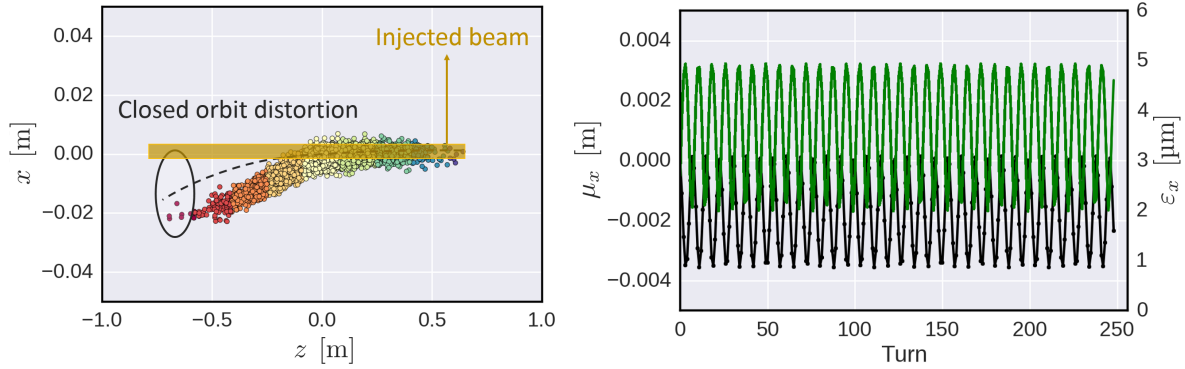 0.04
0.02
0.00
−0.02
−0.04
x [m]
Injected beam
Closed orbit distortion
−1.0 −0.5 0.0 0.5 1.0
z [m]
0.004
0.002
0.000
−0.002
−0.004
μx [m]
6
5
4
3
2
1
0
εx [µm]
0 50 100 150 200 250
Turn